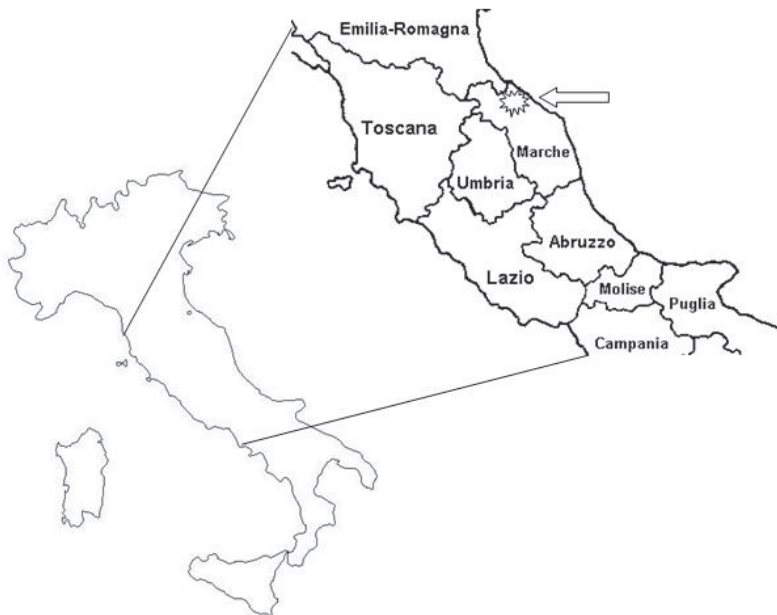 Emilia-Romagna
Toscana
Marche
Umbria
Abruzzo
Lazio
Molise
Puglia
Campania